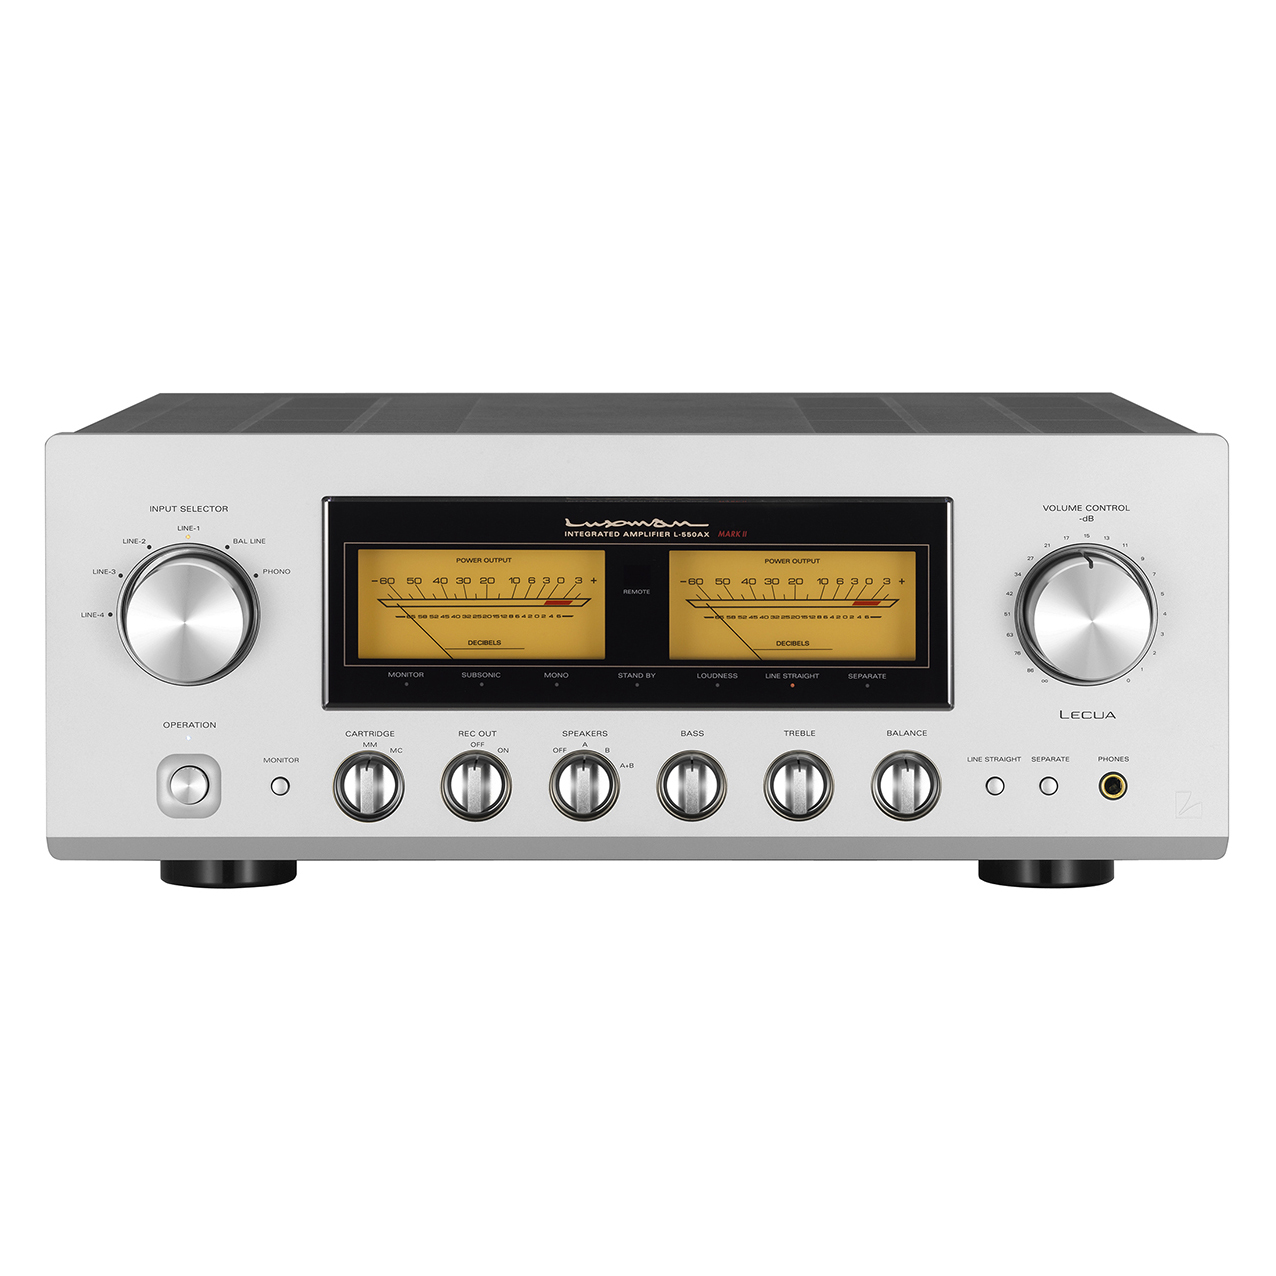 INPUT SELECTOR
LINE-1
LINE-2
BAL LINE
LINE-3
PHONO
LINE-4
OPERATION
MONITOR
Luxman
INTEGRATED AMPLIFIER L-550AX MARK II
POWER OUTPUT
−60 50 40 30 20 10 6 3 0 3 +
DECIBELS
REMOTE
POWER OUTPUT
−60 50 40 30 20 10 6 3 0 3 +
DECIBELS
MONITOR SUBSONIC MONO STAND BY LOUDNESS LINE STRAIGHT SEPARATE
CARTRIDGE
MM
MC
REC OUT
OFF
ON
SPEAKERS
OFF
A
B
A+B
BASS
TREBLE
BALANCE
VOLUME CONTROL
-dB
∞ 86 76 63 51 42 34 27 21 17 15 13 11 9 7 5 4 3 2 1 0
LECUA
LINE STRAIGHT
SEPARATE
PHONES